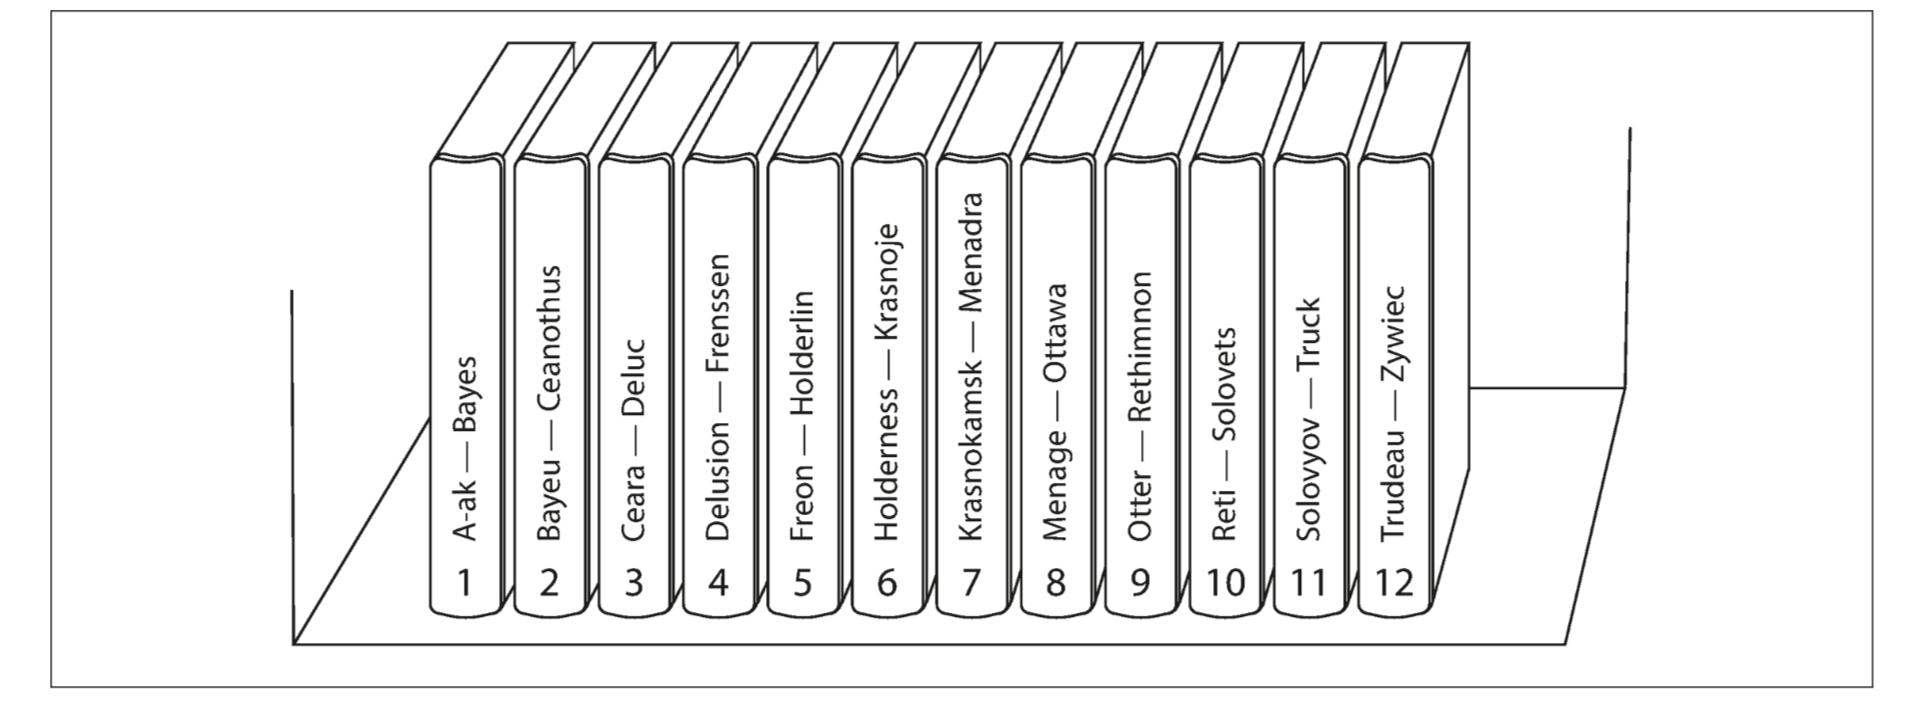 A-ak — Bayes
1
Bayeu — Ceanothus
2
Ceara — Deluc
3
Delusion — Frenssen
4
Freon — Holderlin
5
Holderness — Krasnoje
6
Krasnokamsk — Menadra
7
Menage — Ottawa
8
Otter — Rethimnon
9
Reti — Solovets
10
Solovyov — Truck
11
Trudeau — Zywiec
12